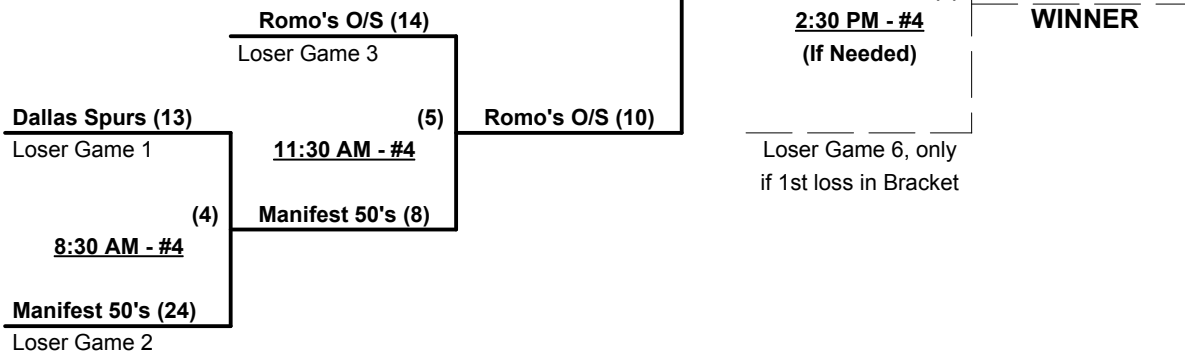 Romo's O/S (14)
Loser Game 3
2:30 PM - #4
WINNER
(If Needed)
Dallas Spurs (13)
Loser Game 1
(5)
Romo's O/S (10)
11:30 AM - #4
Loser Game 6, only
if 1st loss in Bracket
(4)
Manifest 50's (8)
8:30 AM - #4
Manifest 50's (24)
Loser Game 2